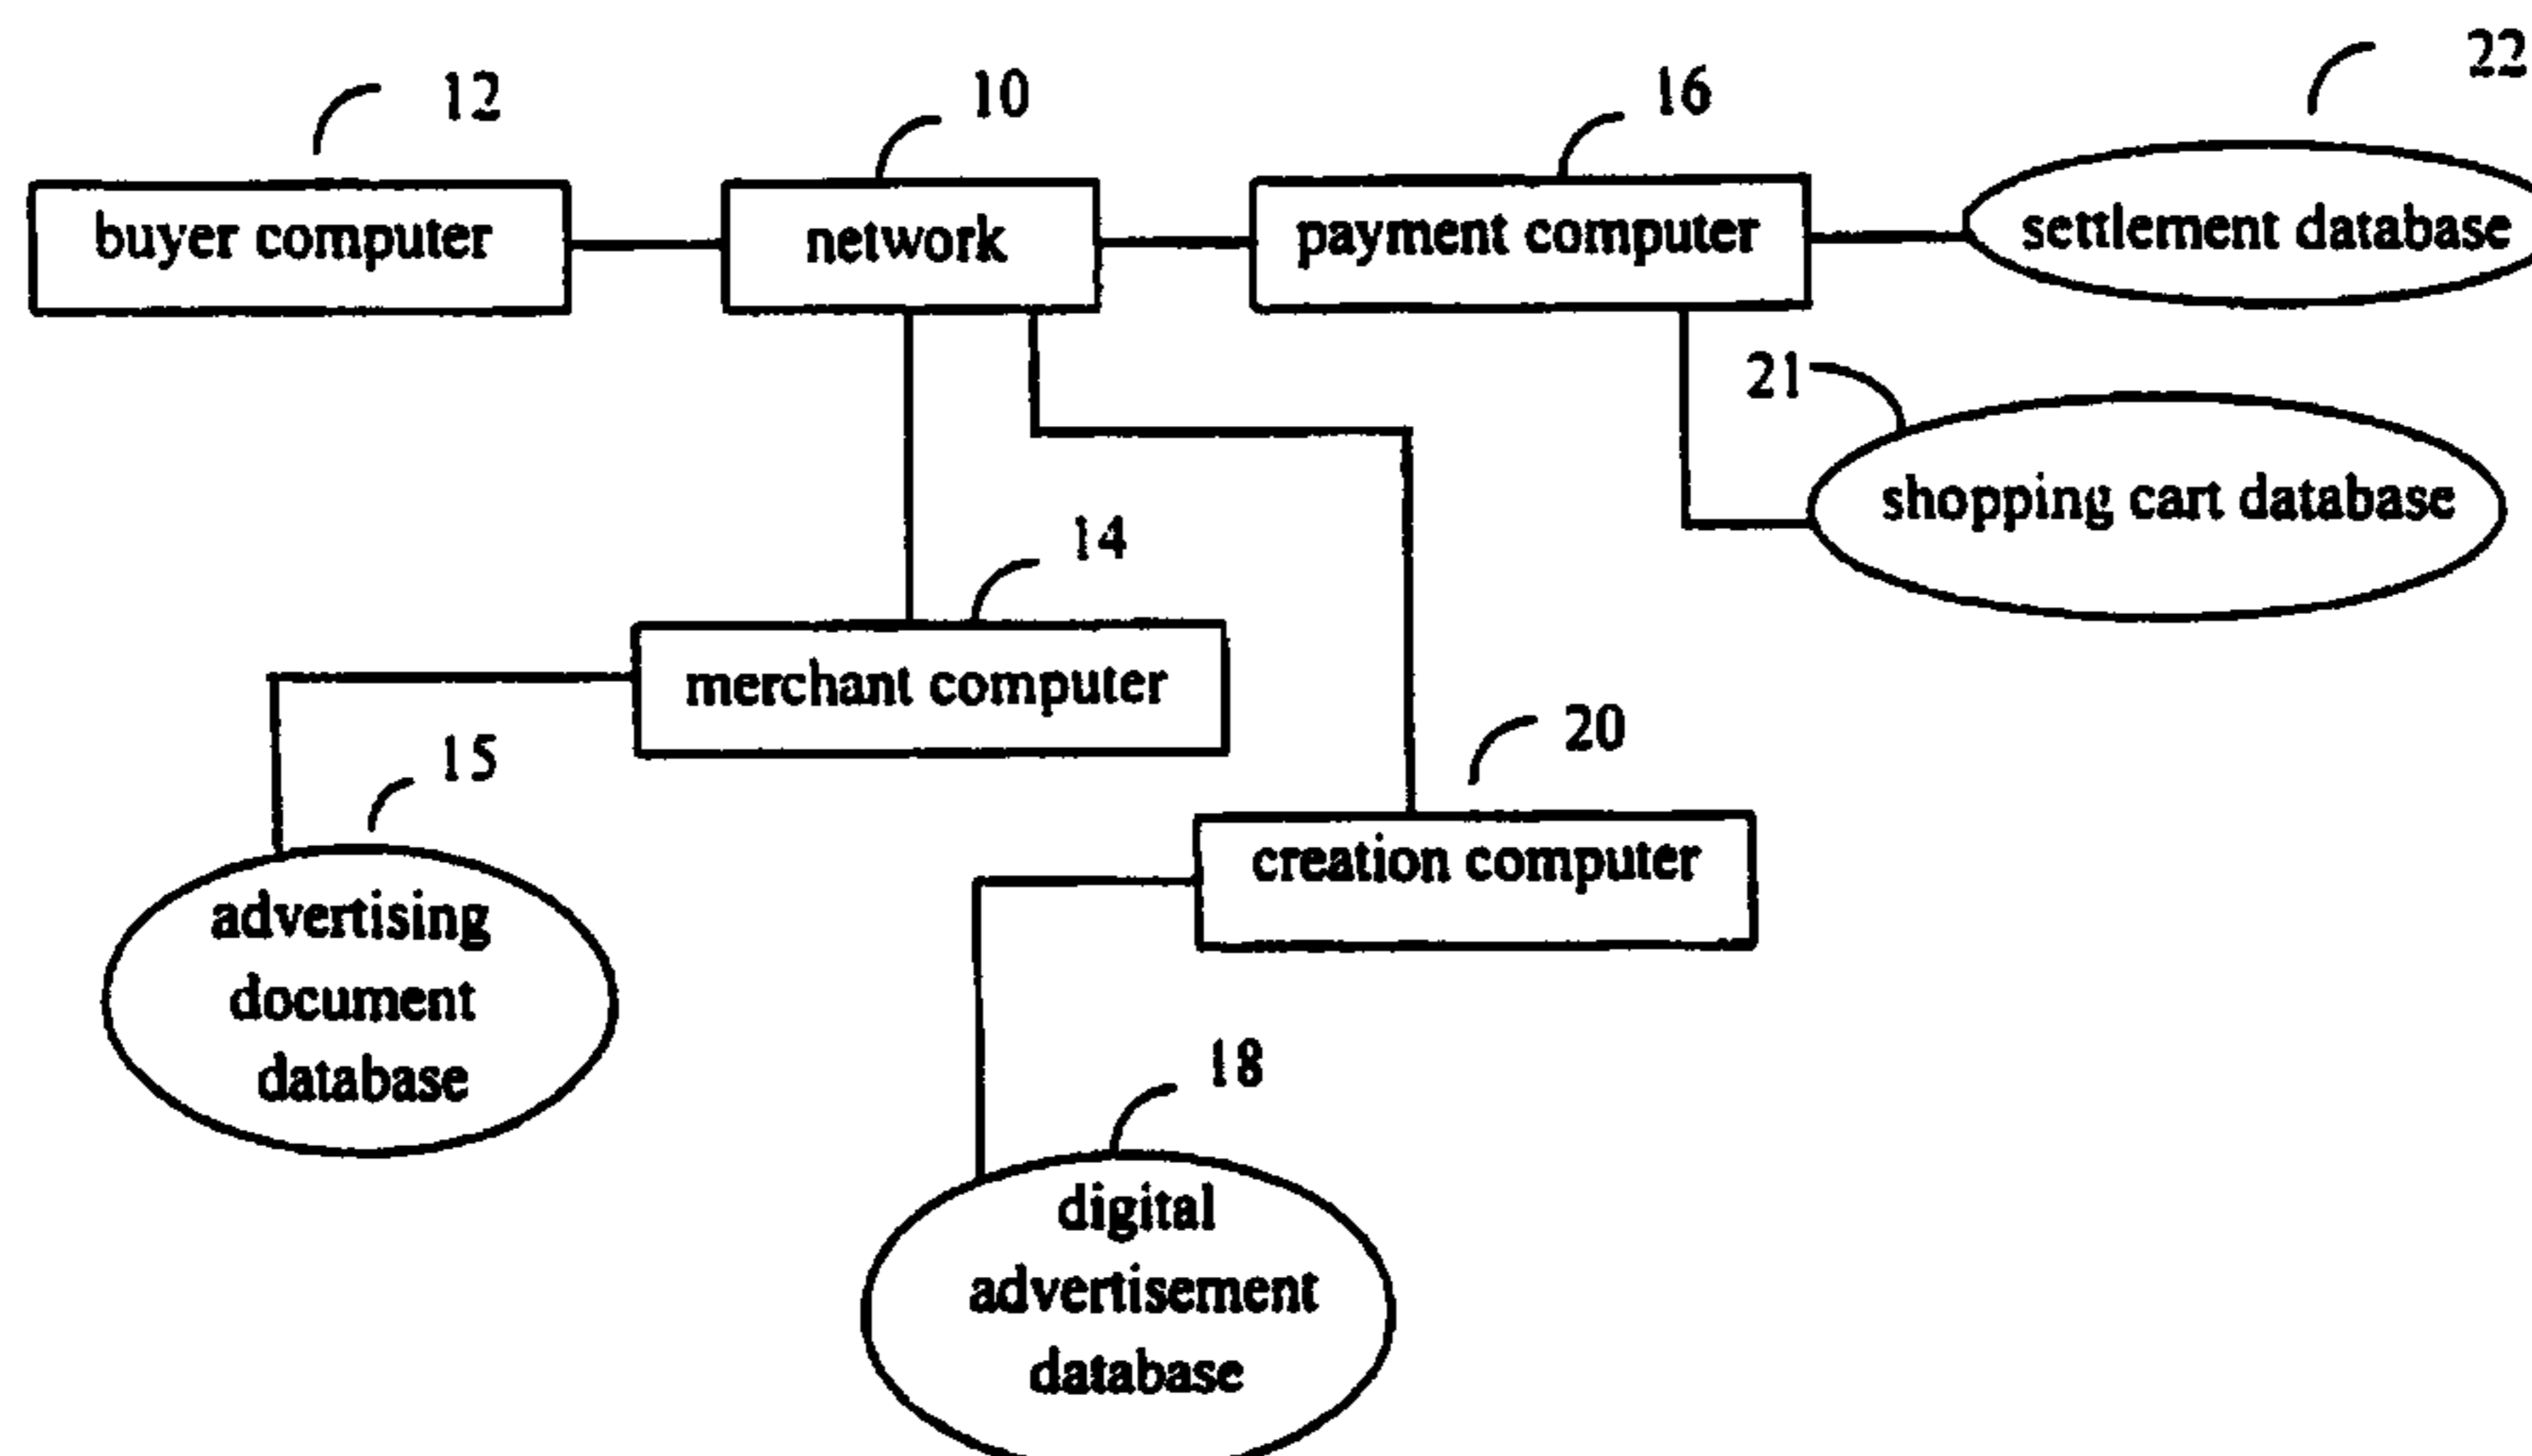 12
10
16
22
buyer computer
network
payment computer
settlement database
21
shopping cart database
14
merchant computer
20
15
creation computer
advertising
document
database
18
digital
advertisement
database